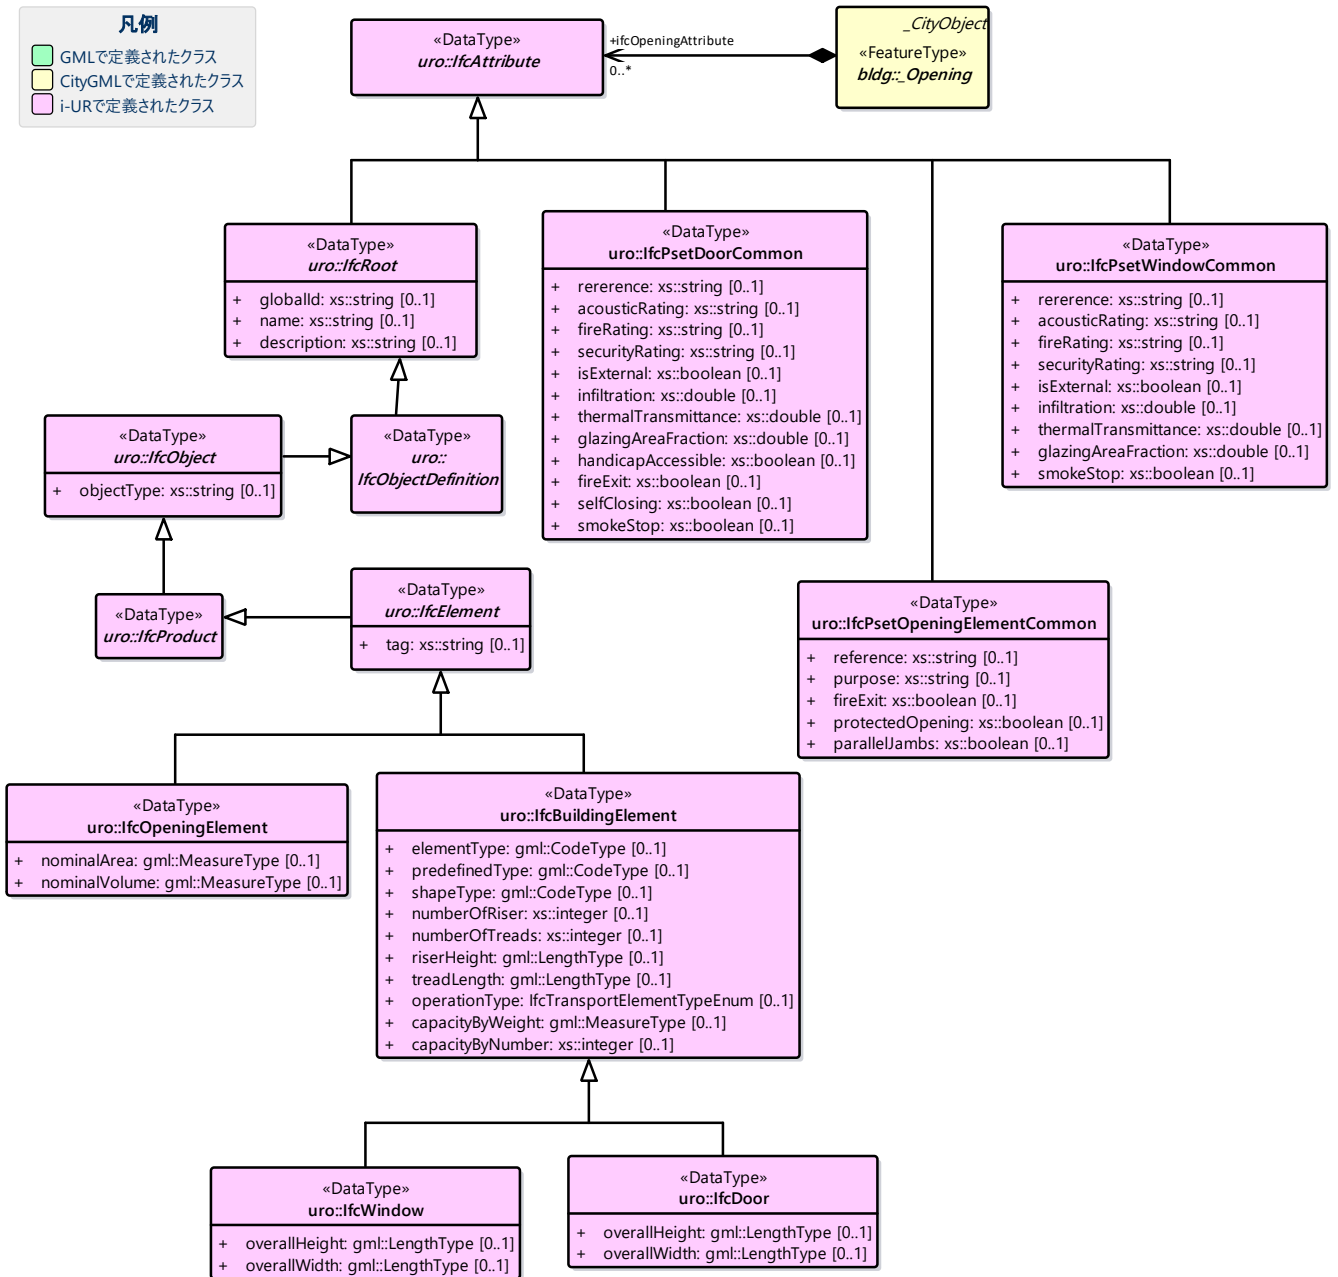 凡例
GMLで定義されたクラス
CityGMLで定義されたクラス
i-URで定義されたクラス
«DataType»
uro::IfcAttribute
+ifcOpeningAttribute
0..*
_CityObject
«FeatureType»
bldg::_Opening
«DataType»
uro::IfcRoot
+ globalId: xs::string [0..1]
+ name: xs::string [0..1]
+ description: xs::string [0..1]
«DataType»
uro::IfcPsetDoorCommon
+ rererence: xs::string [0..1]
+ acousticRating: xs::string [0..1]
+ fireRating: xs::string [0..1]
+ securityRating: xs::string [0..1]
+ isExternal: xs::boolean [0..1]
+ infiltration: xs::double [0..1]
+ thermalTransmittance: xs::double [0..1]
+ glazingAreaFraction: xs::double [0..1]
+ handicapAccessible: xs::boolean [0..1]
+ fireExit: xs::boolean [0..1]
+ selfClosing: xs::boolean [0..1]
+ smokeStop: xs::boolean [0..1]
«DataType»
uro::IfcPsetWindowCommon
+ rererence: xs::string [0..1]
+ acousticRating: xs::string [0..1]
+ fireRating: xs::string [0..1]
+ securityRating: xs::string [0..1]
+ isExternal: xs::boolean [0..1]
+ infiltration: xs::double [0..1]
+ thermalTransmittance: xs::double [0..1]
+ glazingAreaFraction: xs::double [0..1]
+ smokeStop: xs::boolean [0..1]
«DataType»
uro::IfcObject
+ objectType: xs::string [0..1]
«DataType»
uro::
IfcObjectDefinition
«DataType»
uro::IfcProduct
«DataType»
uro::IfcElement
+ tag: xs::string [0..1]
«DataType»
uro::IfcPsetOpeningElementCommon
+ reference: xs::string [0..1]
+ purpose: xs::string [0..1]
+ fireExit: xs::boolean [0..1]
+ protectedOpening: xs::boolean [0..1]
+ parallelJambs: xs::boolean [0..1]
«DataType»
uro::IfcOpeningElement
+ nominalArea: gml::MeasureType [0..1]
+ nominalVolume: gml::MeasureType [0..1]
«DataType»
uro::IfcBuildingElement
+ elementType: gml::CodeType [0..1]
+ predefinedType: gml::CodeType [0..1]
+ shapeType: gml::CodeType [0..1]
+ numberOfRiser: xs::integer [0..1]
+ numberOfTreads: xs::integer [0..1]
+ riserHeight: gml::LengthType [0..1]
+ treadLength: gml::LengthType [0..1]
+ operationType: IfcTransportElementTypeEnum [0..1]
+ capacityByWeight: gml::MeasureType [0..1]
+ capacityByNumber: xs::integer [0..1]
«DataType»
uro::IfcWindow
+ overallHeight: gml::LengthType [0..1]
+ overallWidth: gml::LengthType [0..1]
«DataType»
uro::IfcDoor
+ overallHeight: gml::LengthType [0..1]
+ overallWidth: gml::LengthType [0..1]